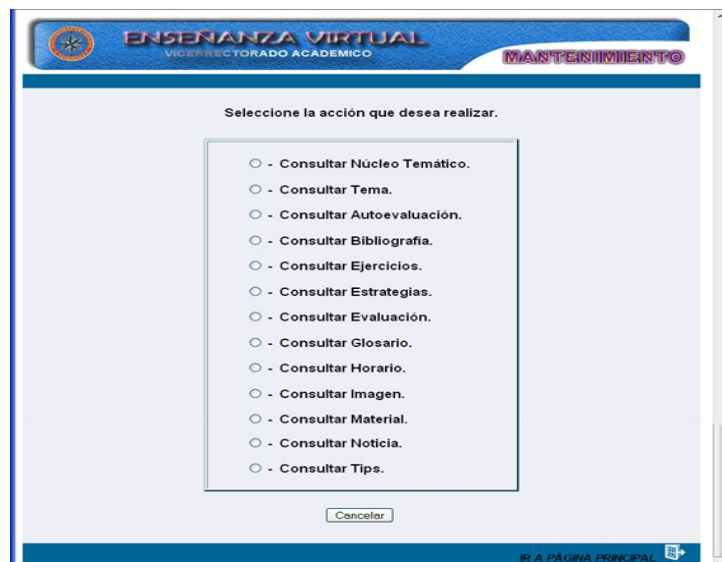 ENSEÑANZA VIRTUAL
VICERRECTORADO ACADEMICO
MANTENIMIENTO
Seleccione la acción que desea realizar.
- Consultar Núcleo Temático.
- Consultar Tema.
- Consultar Autoevaluación.
- Consultar Bibliografía.
- Consultar Ejercicios.
- Consultar Estrategias.
- Consultar Evaluación.
- Consultar Glosario.
- Consultar Horario.
- Consultar Imagen.
- Consultar Material.
- Consultar Noticia.
- Consultar Tips.
Cancelar
IR A PÁGINA PRINCIPAL